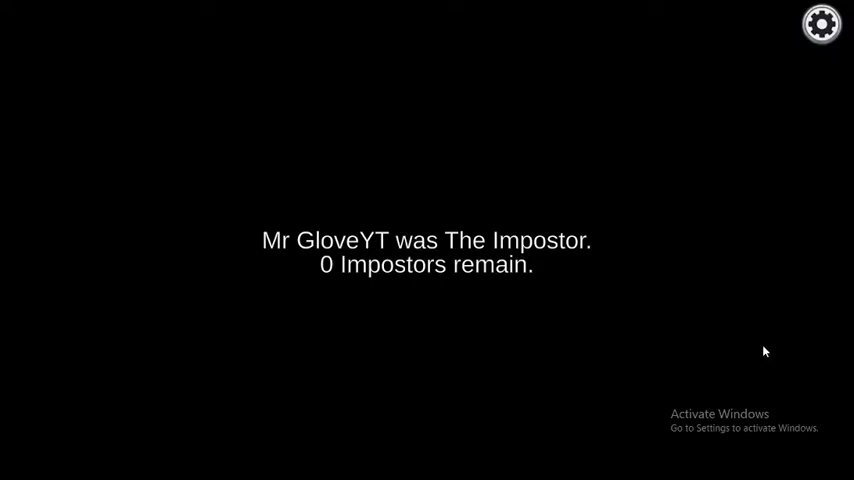 Mr GloveYT was The Impostor.
0 Impostors remain.
Activate Windows
Go to Settings to activate Windows.